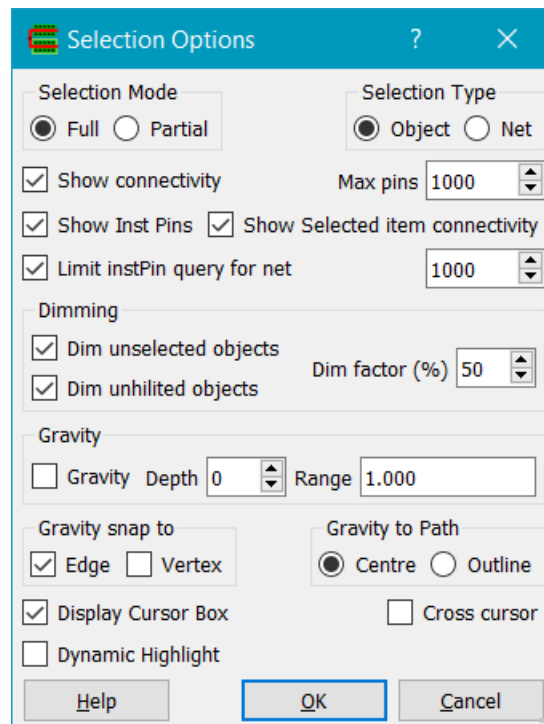 Selection Options ? ×
Selection Mode Selection Type
Full Partial Object Net
Show connectivity Max pins 1000
Show Inst Pins Show Selected item connectivity
Limit instPin query for net 1000
Dimming
Dim unselected objects
Dim factor (%) 50
Dim unhilited objects
Gravity
Gravity Depth 0 Range 1.000
Gravity snap to Gravity to Path
Edge Vertex Centre Outline
Display Cursor Box Cross cursor
Dynamic Highlight
Help OK Cancel